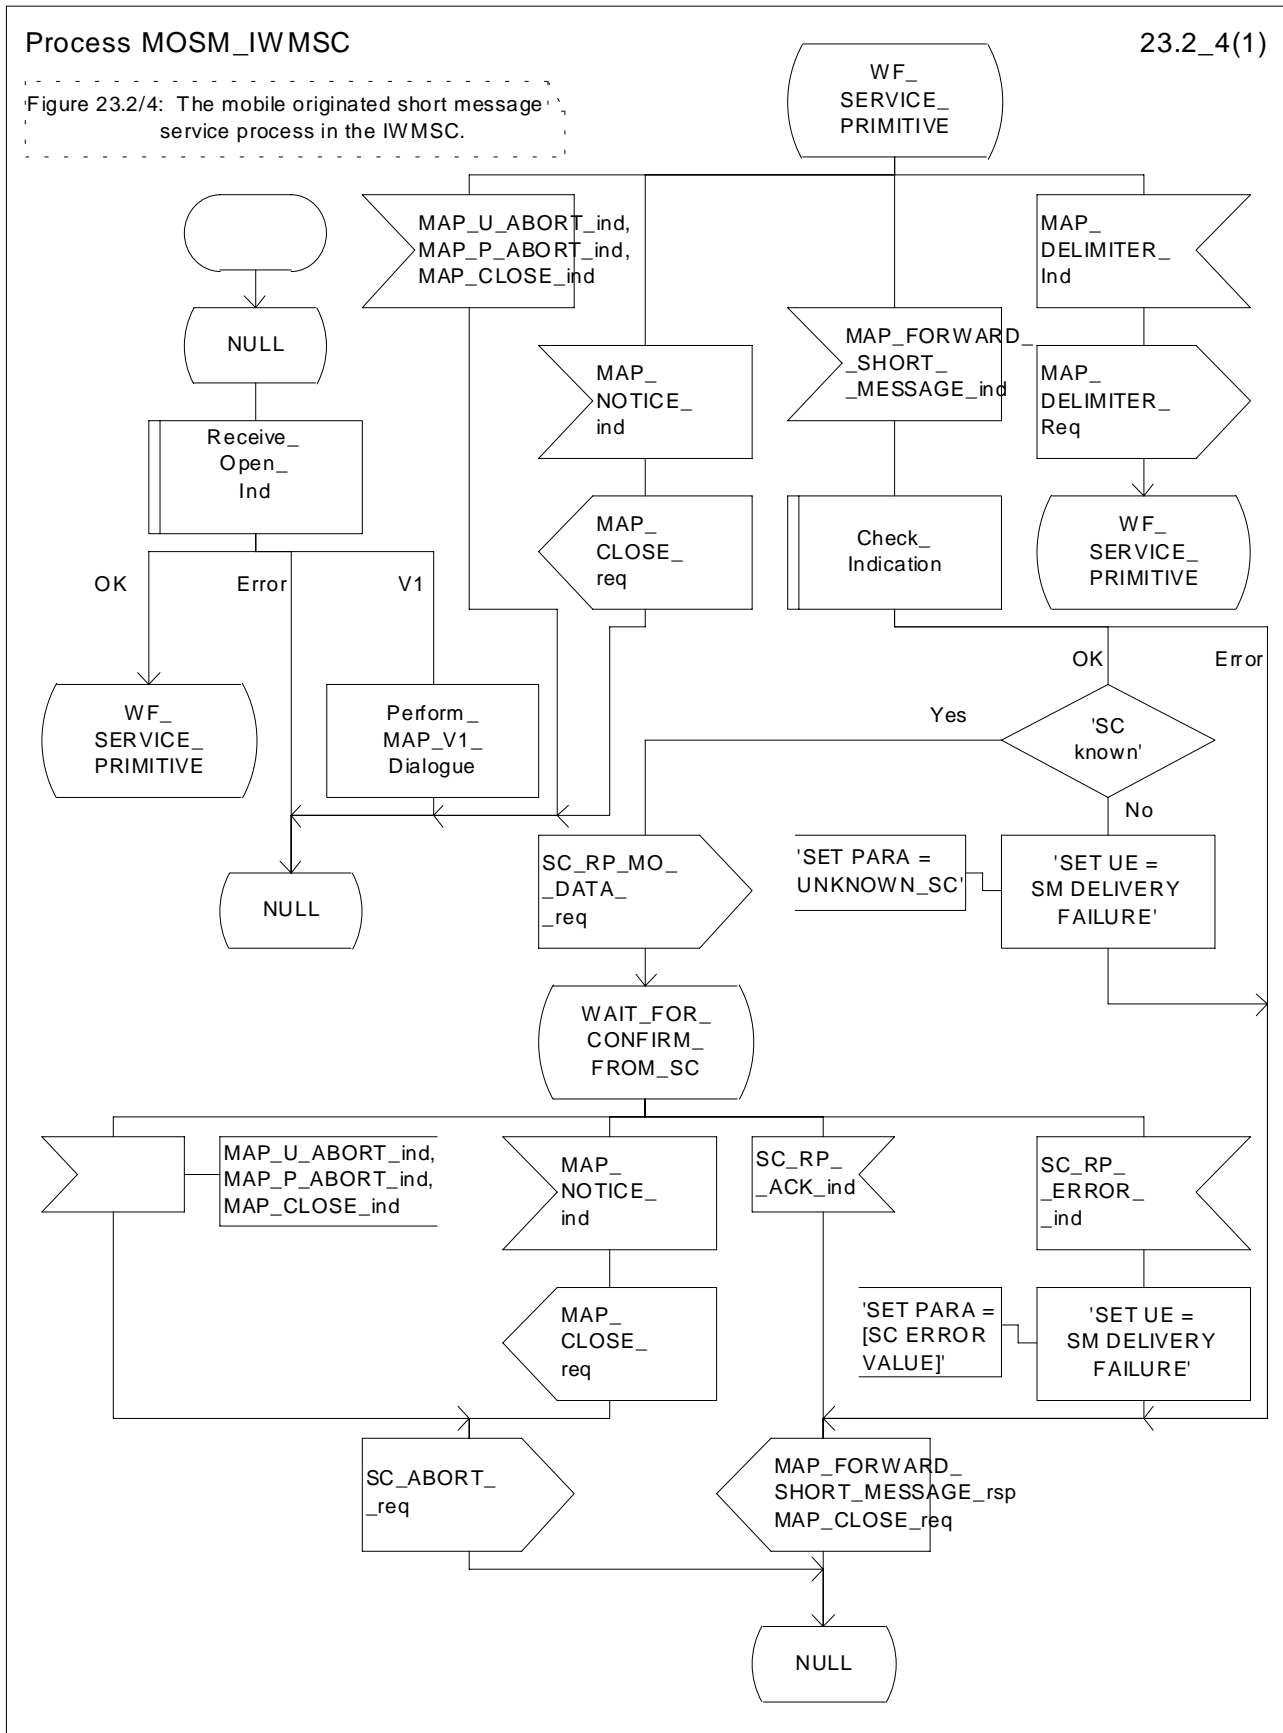 Process MOSM_IWMSC
23.2_4(1)
Figure 23.2/4: The mobile originated short message
service process in the IWMSC.
WF_
SERVICE_
PRIMITIVE
MAP_U_ABORT_ind,
MAP_P_ABORT_ind,
MAP_CLOSE_ind
MAP_
DELIMITER_
Ind
NULL
MAP_
NOTICE_
ind
MAP_FORWARD_
_SHORT_
_MESSAGE_ind
MAP_
DELIMITER_
Req
Receive_
Open_
Ind
MAP_
CLOSE_
req
Check_
Indication
WF_
SERVICE_
PRIMITIVE
OK
Error
V1
OK
Error
WF_
SERVICE_
PRIMITIVE
Perform_
MAP_V1_
Dialogue
Yes
'SC
known'
No
NULL
SC_RP_MO_
_DATA_
_req
'SET PARA =
UNKNOWN_SC'
'SET UE =
SM DELIVERY
FAILURE'
WAIT_FOR_
CONFIRM_
FROM_SC
MAP_U_ABORT_ind,
MAP_P_ABORT_ind,
MAP_CLOSE_ind
MAP_
NOTICE_
ind
SC_RP_
_ACK_ind
SC_RP_
_ERROR_
_ind
MAP_
CLOSE_
req
'SET PARA =
[SC ERROR
VALUE]'
'SET UE =
SM DELIVERY
FAILURE'
SC_ABORT_
_req
MAP_FORWARD_
SHORT_MESSAGE_rsp
MAP_CLOSE_req
NULL